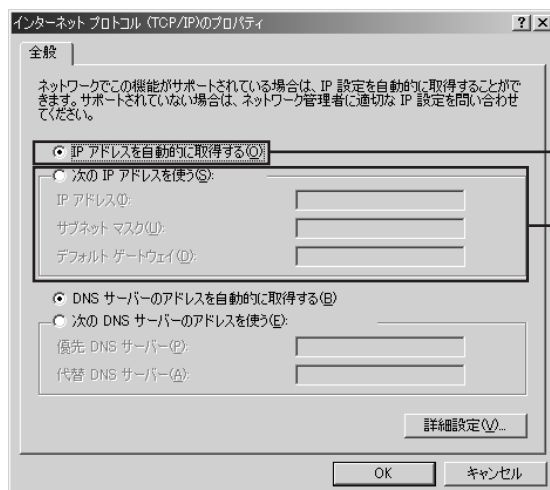 インターネット プロトコル (TCP/IP)のプロパティ
全般
ネットワークでこの機能がサポートされている場合は、IP 設定を自動的に取得することがで
きます。サポートされていない場合は、ネットワーク管理者に適切な IP 設定を問い合わせ
てください。
IP アドレスを自動的に取得する(O)
次の IP アドレスを使う(S):
IP アドレス(I):
サブネット マスク(U):
デフォルト ゲートウェイ(D):
DNS サーバーのアドレスを自動的に取得する(B)
次の DNS サーバーのアドレスを使う(E):
優先 DNS サーバー(P):
代替 DNS サーバー(A):
詳細設定(V)...
OK
キャンセル